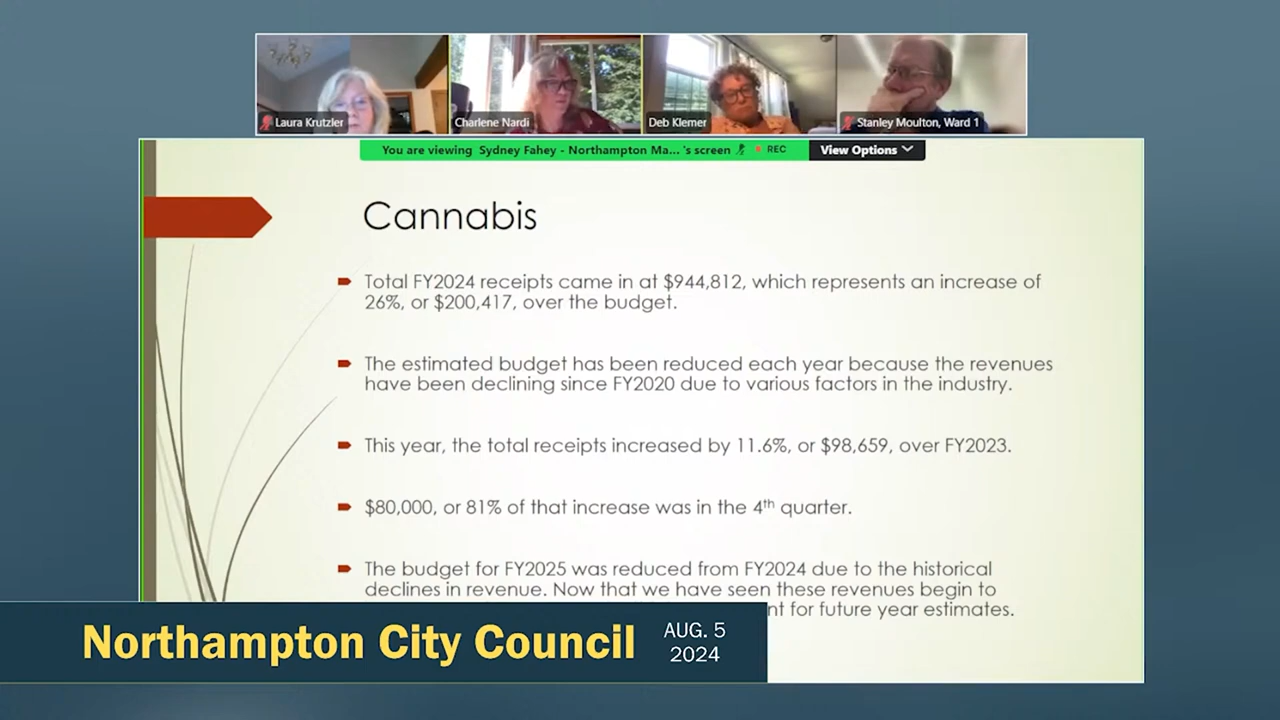 Laura Krutzler
Charlene Nardi
Deb Klemer
Stanley Moulton, Ward 1
You are viewing Sydney Fahey - Northampton Ma... 's screen
REC
View Options
Cannabis
Total FY2024 receipts came in at $944,812, which represents an increase of
26%, or $200,417, over the budget.
The estimated budget has been reduced each year because the revenues
have been declining since FY2020 due to various factors in the industry.
This year, the total receipts increased by 11.6%, or $98,659, over FY2023.
$80,000, or 81% of that increase was in the 4th quarter.
The budget for FY2025 was reduced from FY2024 due to the historical
declines in revenue. Now that we have seen these revenues begin to
for future year estimates.
Northampton City Council
AUG. 5
2024